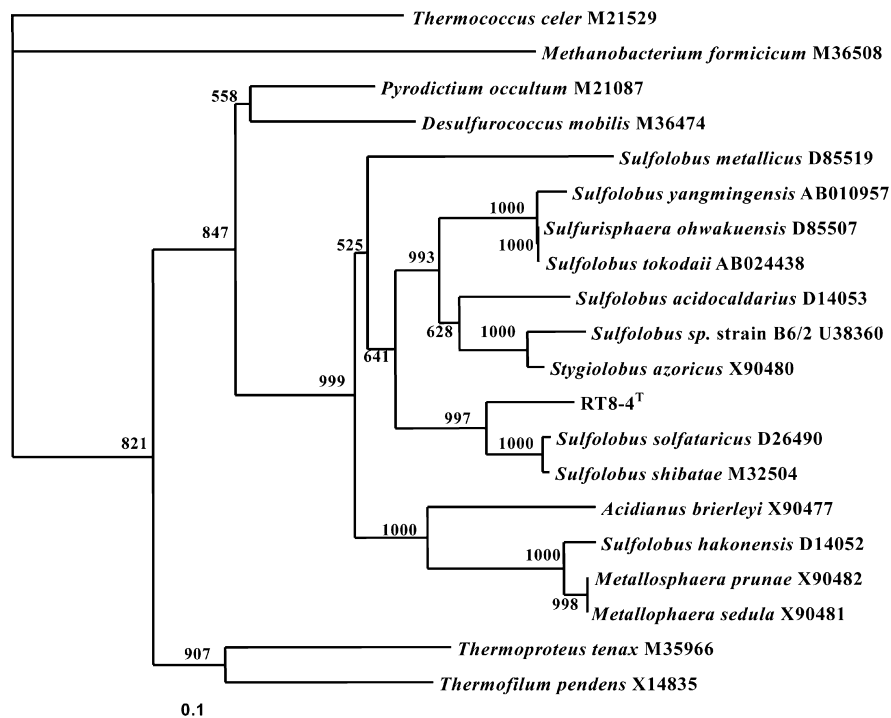 Thermococcus celer M21529
Methanobacterium formicicum M36508
Pyrodictium occultum M21087
558
Desulfurococcus mobilis M36474
Sulfolobus metallicus D85519
Sulfolobus yangmingensis AB010957
1000
Sulfurisphaera ohwakuensis D85507
847
525
1000
993
Sulfolobus tokodaii AB024438
Sulfolobus acidocaldarius D14053
628
1000
Sulfolobus sp. strain B6/2 U38360
641
Stygiolobus azoricus X90480
999
RT8-4T
997
821
1000
Sulfolobus solfataricus D26490
Sulfolobus shibatae M32504
Acidianus brierleyi X90477
1000
Sulfolobus hakonensis D14052
1000
Metallosphaera prunae X90482
998
Metallophaera sedula X90481
907
Thermoproteus tenax M35966
Thermofilum pendens X14835
0.1